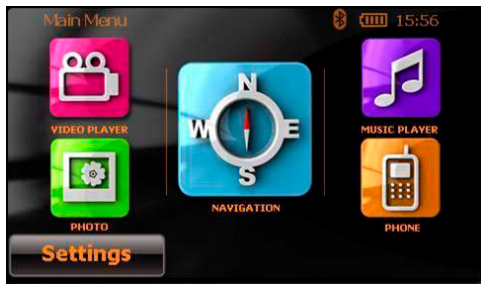 Main Menu
15:56
N
W E
S
VIDEO PLAYER
MUSIC PLAYER
NAVIGATION
PHOTO
PHONE
Settings